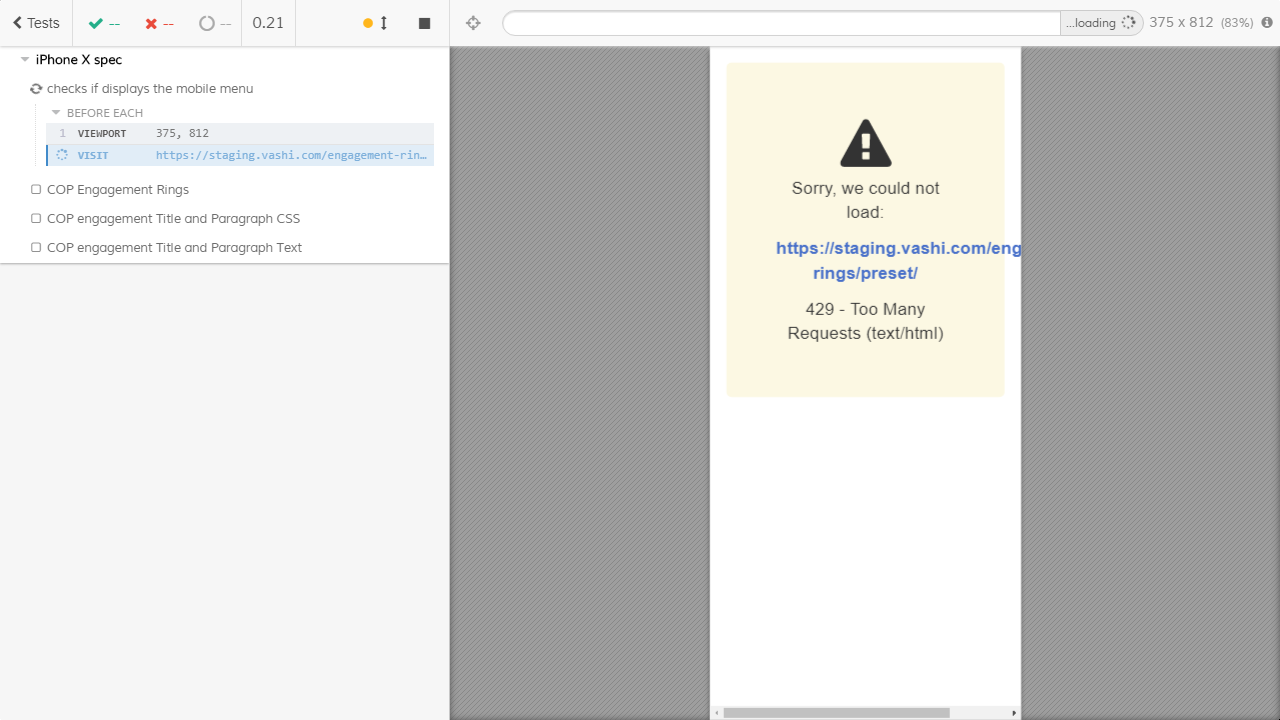 Tests
--
--
--
0.21
...loading
375 x 812 (83%)
iPhone X spec
checks if displays the mobile menu
BEFORE EACH
1 VIEWPORT 375, 812
VISIT https://staging.vashi.com/engagement-rin...
COP Engagement Rings
COP engagement Title and Paragraph CSS
COP engagement Title and Paragraph Text
Sorry, we could not
load:
https://staging.vashi.com/eng
rings/preset/
429 - Too Many
Requests (text/html)